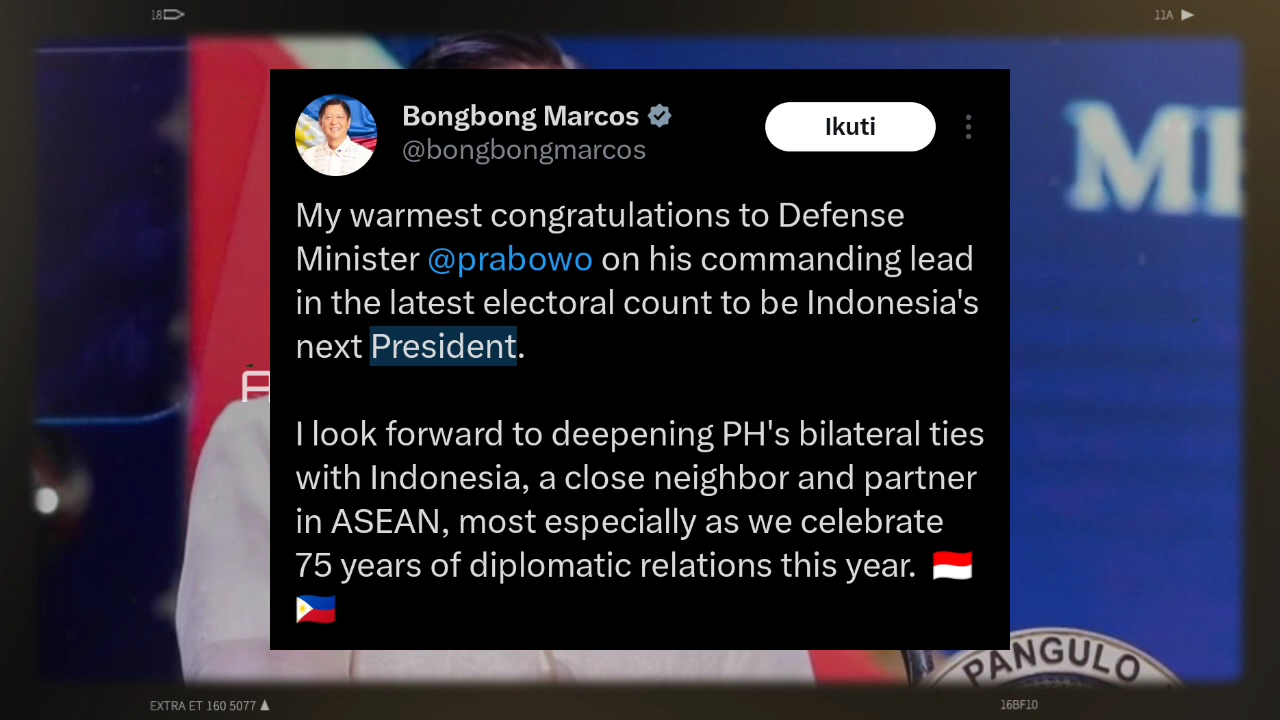 18
11A
Bongbong Marcos
@bongbongmarcos
Ikuti
My warmest congratulations to Defense
Minister @prabowo on his commanding lead
in the latest electoral count to be Indonesia's
next President.
I look forward to deepening PH's bilateral ties
with Indonesia, a close neighbor and partner
in ASEAN, most especially as we celebrate
75 years of diplomatic relations this year. 🇮🇩
🇵🇭
PANGULO
EXTRA ET 160 5077
16BF10